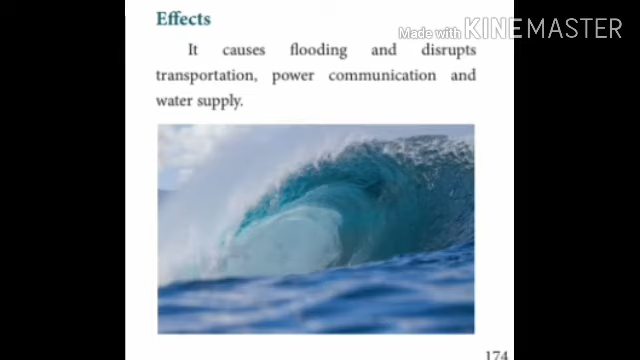 Effects
Made with KINEMASTER
It causes flooding and disrupts
transportation, power communication and
water supply.
174